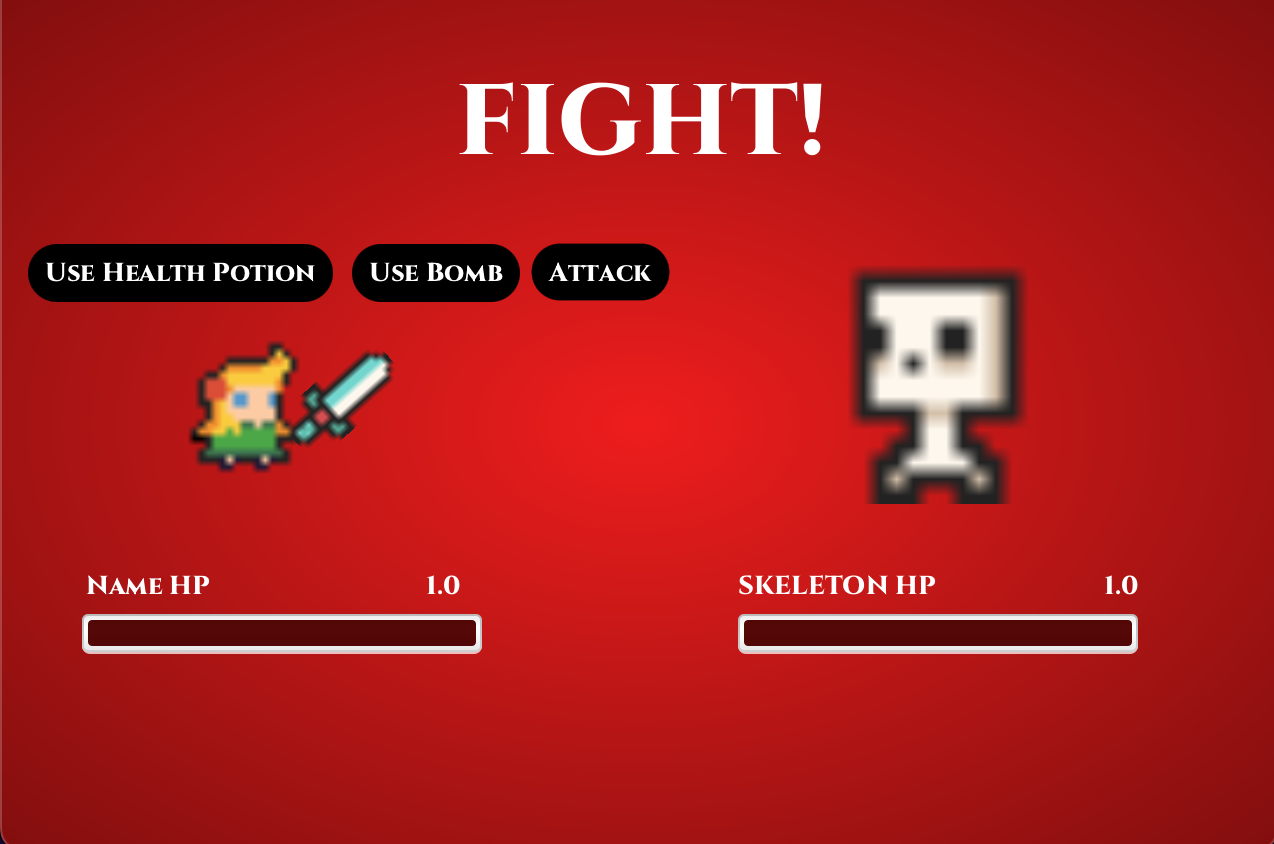 FIGHT!
Use Health Potion
Use Bomb
Attack
Name HP
1.0
SKELETON HP
1.0